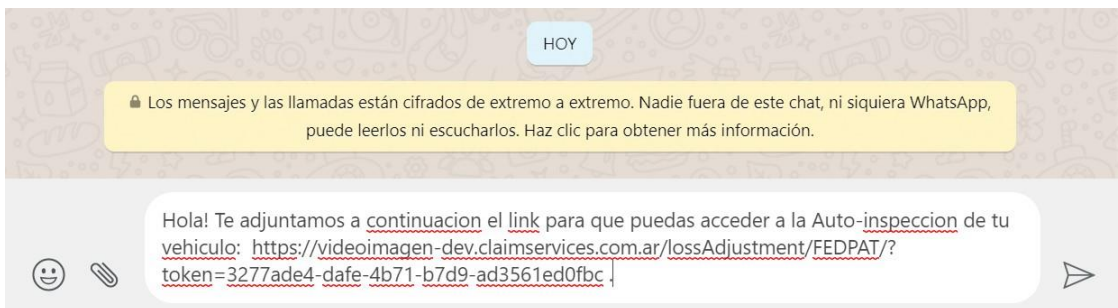 HOY
Los mensajes y las llamadas están cifrados de extremo a extremo. Nadie fuera de este chat, ni siquiera WhatsApp,
puede leerlos ni escucharlos. Haz clic para obtener más información.
Hola! Te adjuntamos a continuacion el link para que puedas acceder a la Auto-inspeccion de tu
vehiculo:  https://videoimagen-dev.claimservices.com.ar/lossAdjustment/FEDPAT/?
token=3277ade4-dafe-4b71-b7d9-ad3561ed0fbc .